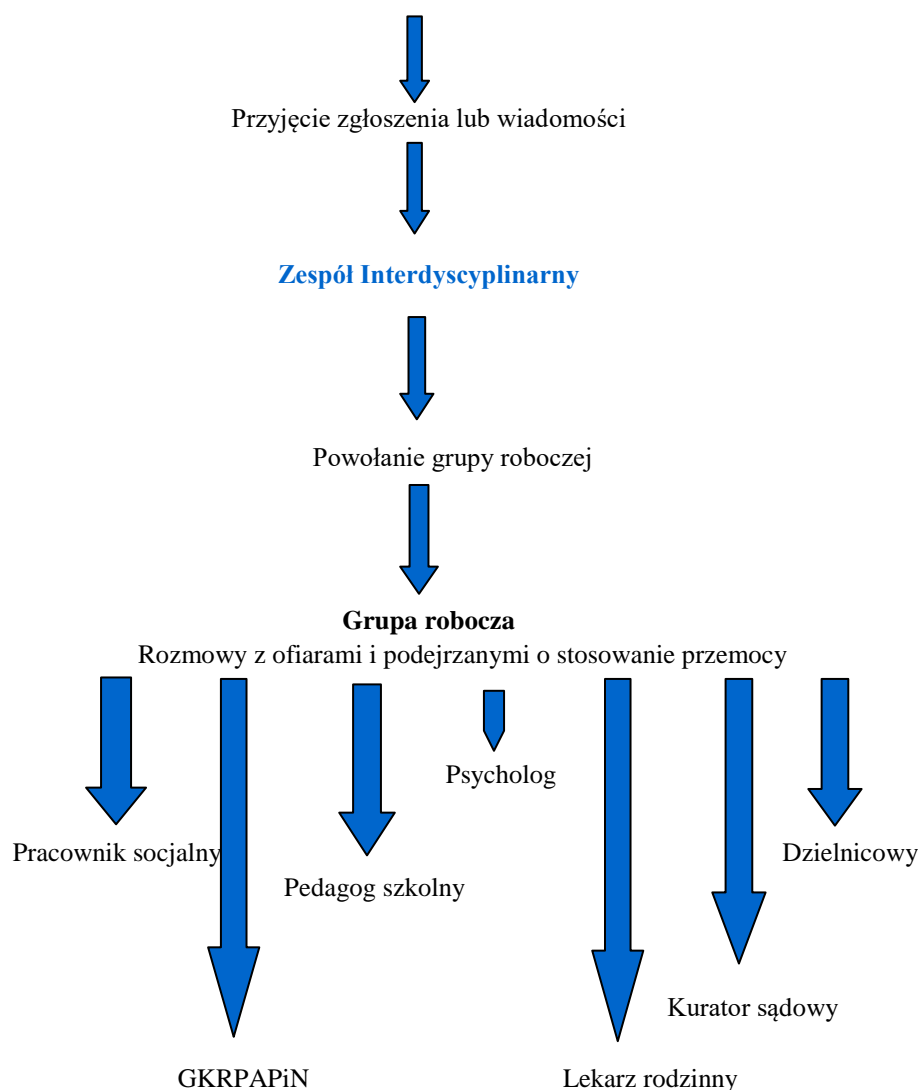 Przyjęcie zgłoszenia lub wiadomości
Zespół Interdyscyplinarny
Powołanie grupy roboczej
Grupa robocza
Rozmowy z ofiarami i podejrzanymi o stosowanie przemocy
Psycholog
Pracownik socjalny
Dzielnicowy
Pedagog szkolny
Kurator sądowy
GKRPAPiN
Lekarz rodzinny